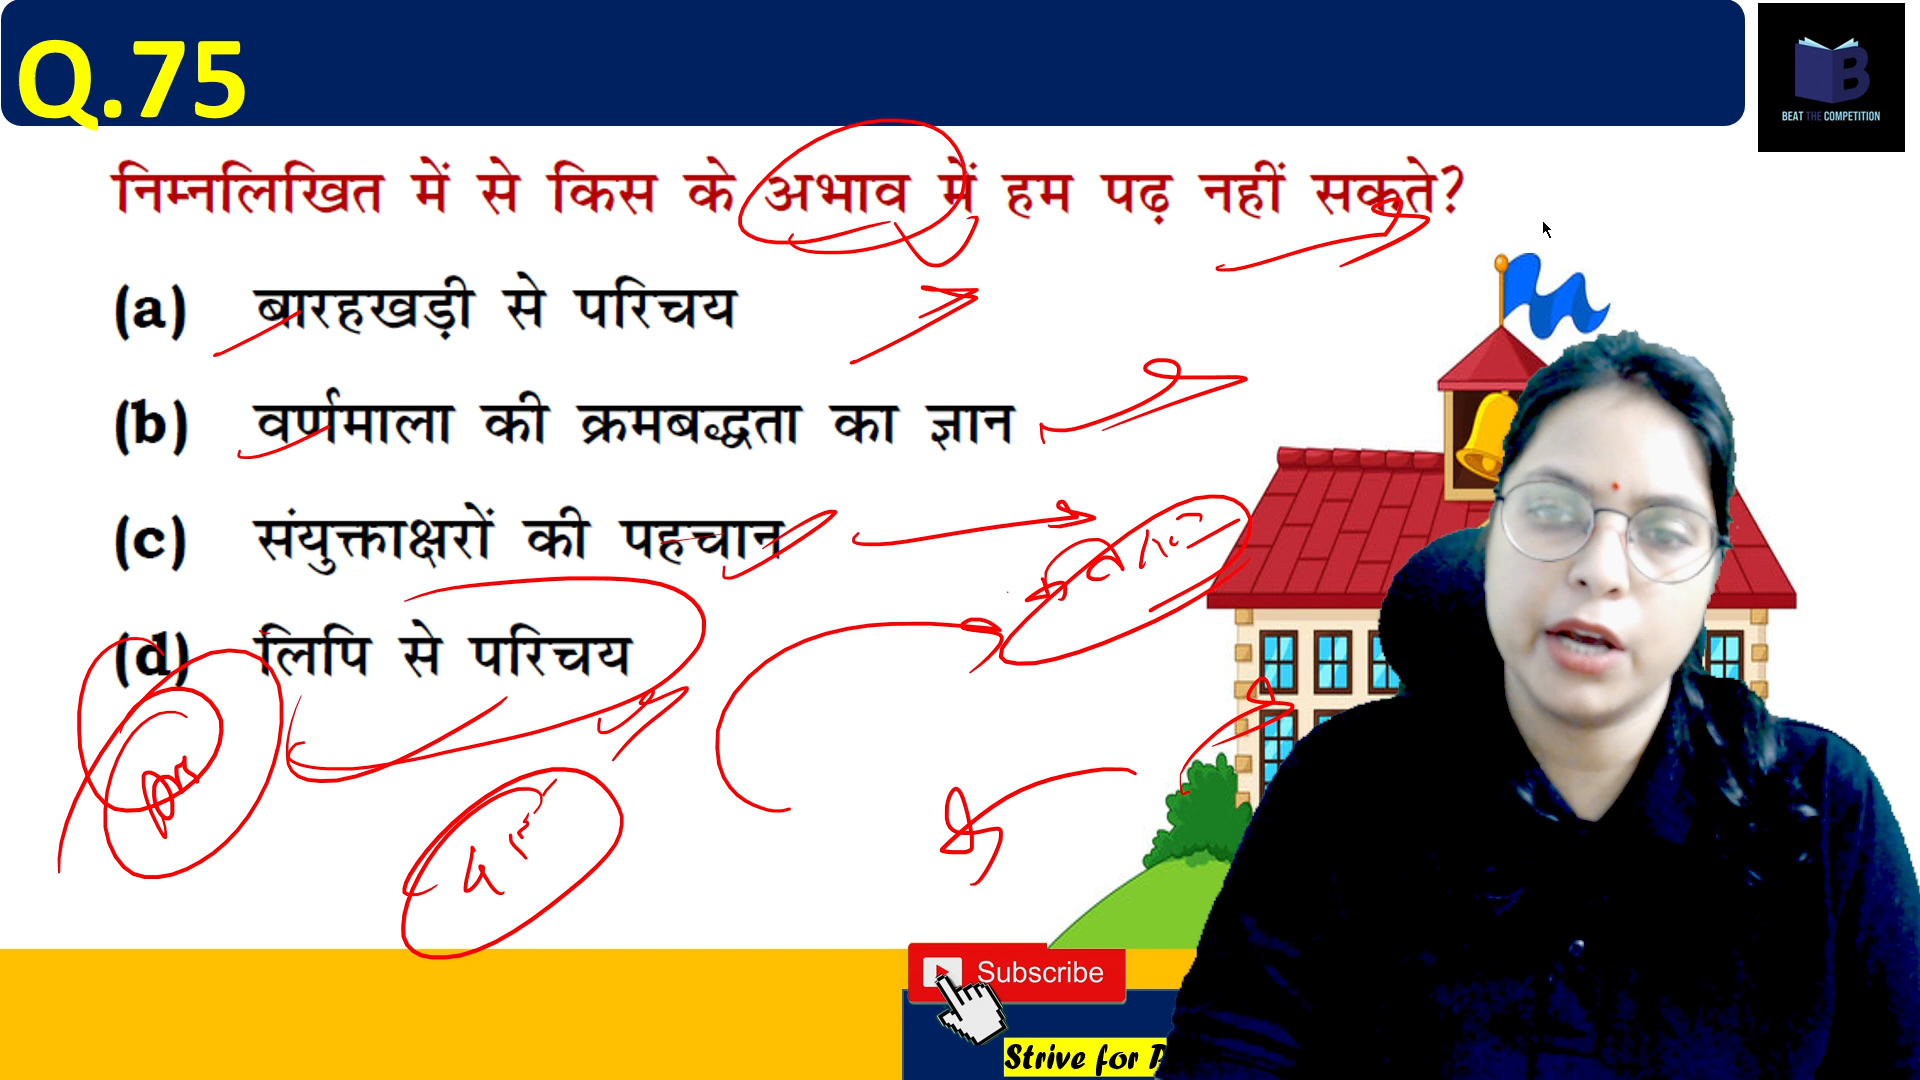 Q.75
B
BEAT THE COMPETITION
निम्नलिखित में से किस के अभाव में हम पढ़ नहीं सकते?
(a) बारहखड़ी से परिचय
(b) वर्णमाला की क्रमबद्धता का ज्ञान
(c) संयुक्ताक्षरों की पहचान
(d) लिपि से परिचय
Ans
Subscribe
Strive for